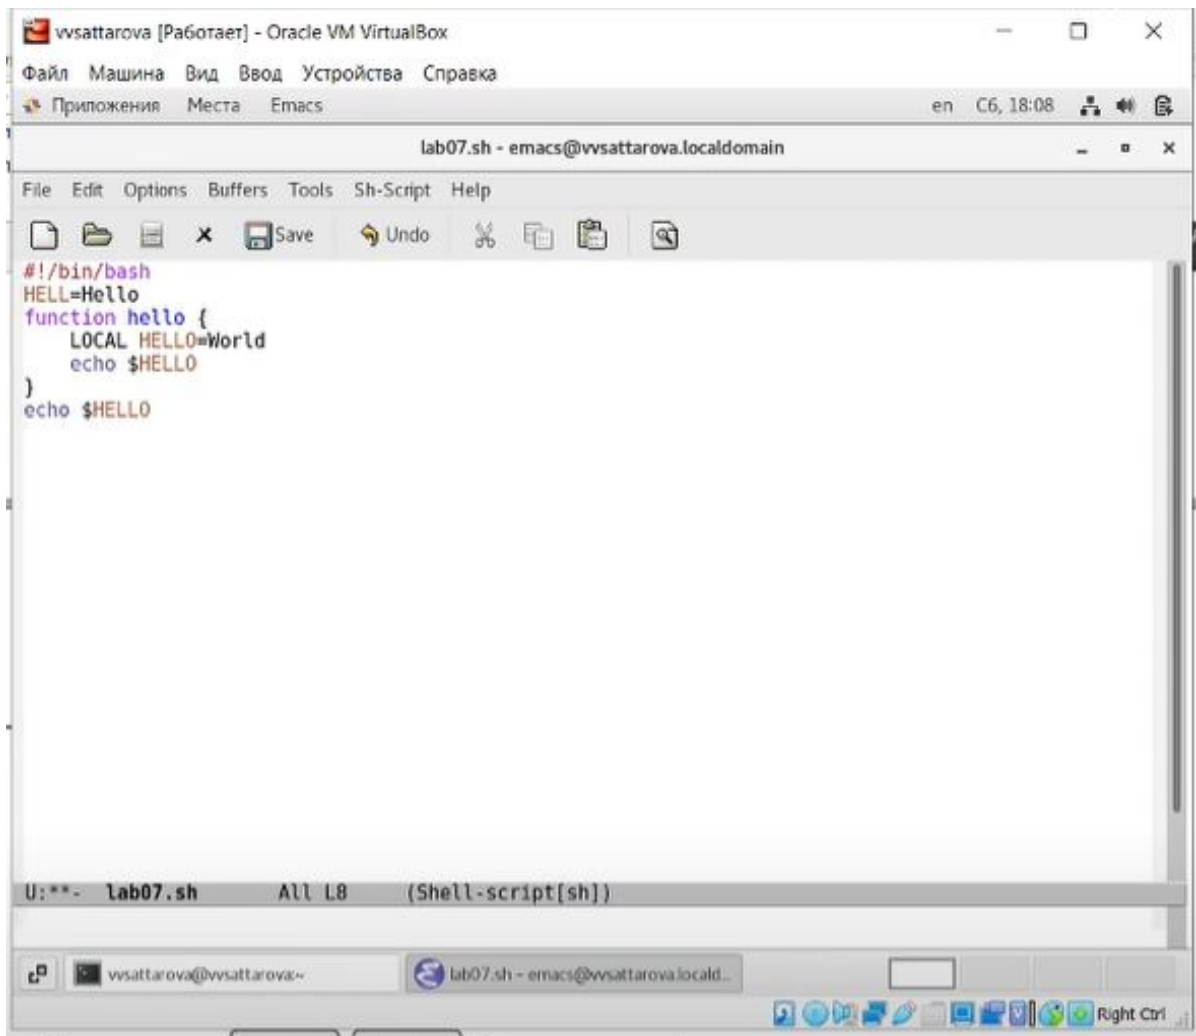 vvsattarova [Работает] - Oracle VM VirtualBox
Файл Машина Вид Ввод Устройства Справка
Приложения Места Emacs en Сб, 18:08
lab07.sh - emacs@vvsattarova.localdomain
File Edit Options Buffers Tools Sh-Script Help
Save Undo
#!/bin/bash
HELL=Hello
function hello {
LOCAL HELLO=World
echo $HELLO
}
echo $HELLO
U:**- lab07.sh All L8 (Shell-script[sh])
vvsattarova@vvsattarova:~ lab07.sh - emacs@vvsattarova.locald...
Right Ctrl